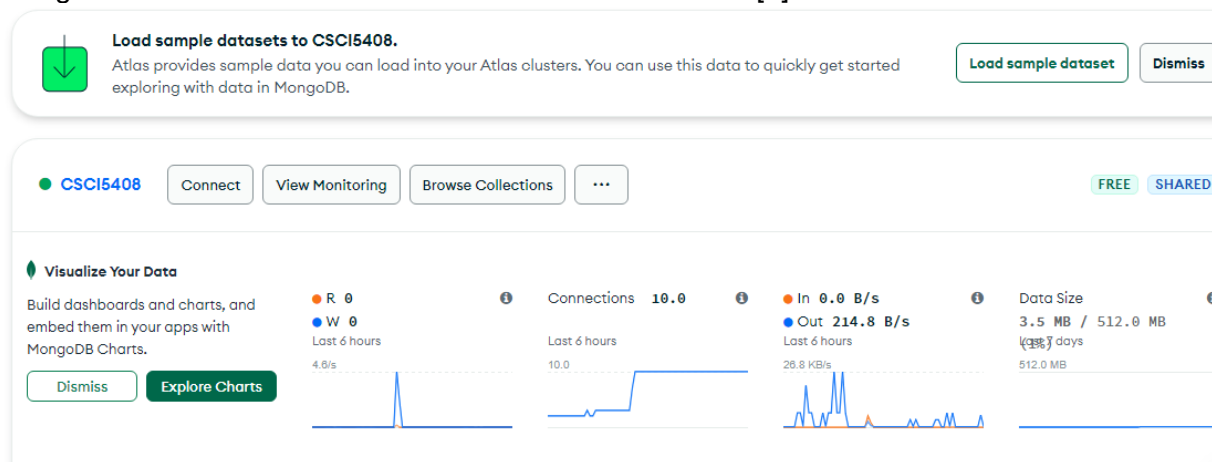 Load sample datasets to CSCI5408.
Atlas provides sample data you can load into your Atlas clusters. You can use this data to quickly get started
exploring with data in MongoDB.
Load sample dataset
Dismiss
CSCI5408
Connect
View Monitoring
Browse Collections
...
FREE
SHARED
Visualize Your Data
Build dashboards and charts, and
embed them in your apps with
MongoDB Charts.
Dismiss
Explore Charts
R 0
W 0
Last 6 hours
4.6/s
Connections 10.0
Last 6 hours
10.0
In 0.0 B/s
Out 214.8 B/s
Last 6 hours
26.8 KB/s
Data Size
3.5 MB / 512.0 MB
(1%)
Last 7 days
512.0 MB